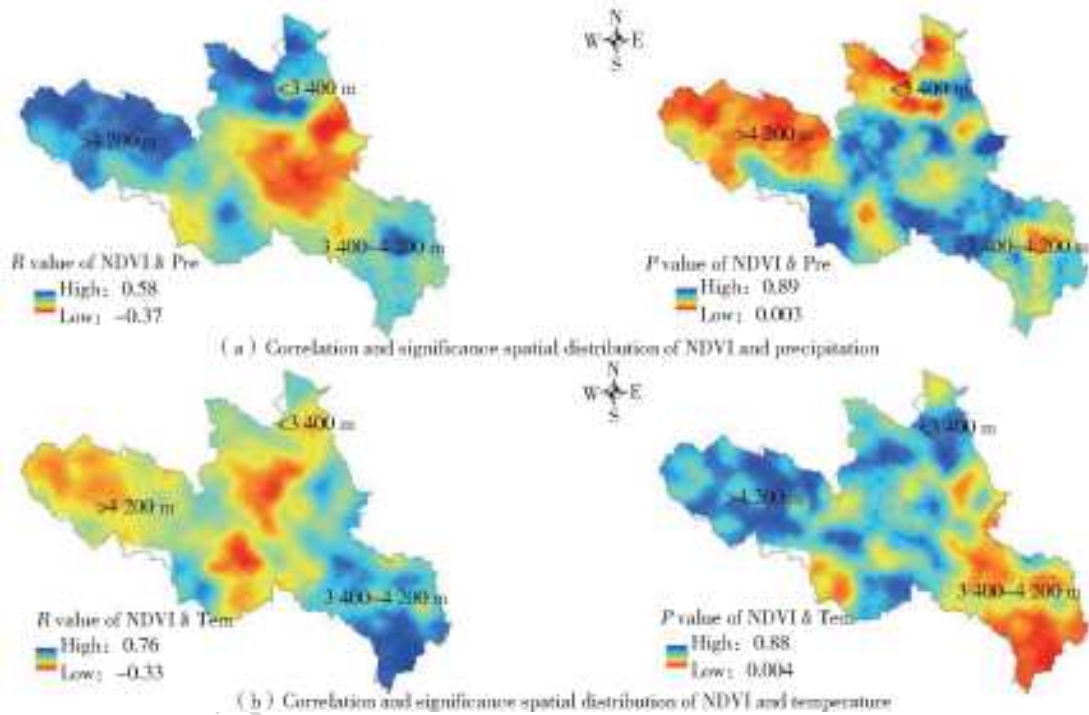 N
W E
S
<3 400 m
>4 200 m
3 400–4 200 m
R value of NDVI & Pre
High: 0.58
Low: -0.37
<3 400m
>4 200 m
3 400–4 200 m
P value of NDVI & Pre
High: 0.89
Low: 0.003
( a ) Correlation and significance spatial distribution of NDVI and precipitation
N
W E
S
<3 400 m
>4 200 m
3 400–4 200 m
R value of NDVI & Tem
High: 0.76
Low: -0.33
<3 400 m
>4 200 m
3 400–4 200 m
P value of NDVI & Tem
High: 0.88
Low: 0.004
( b ) Correlation and significance spatial distribution of NDVI and temperature